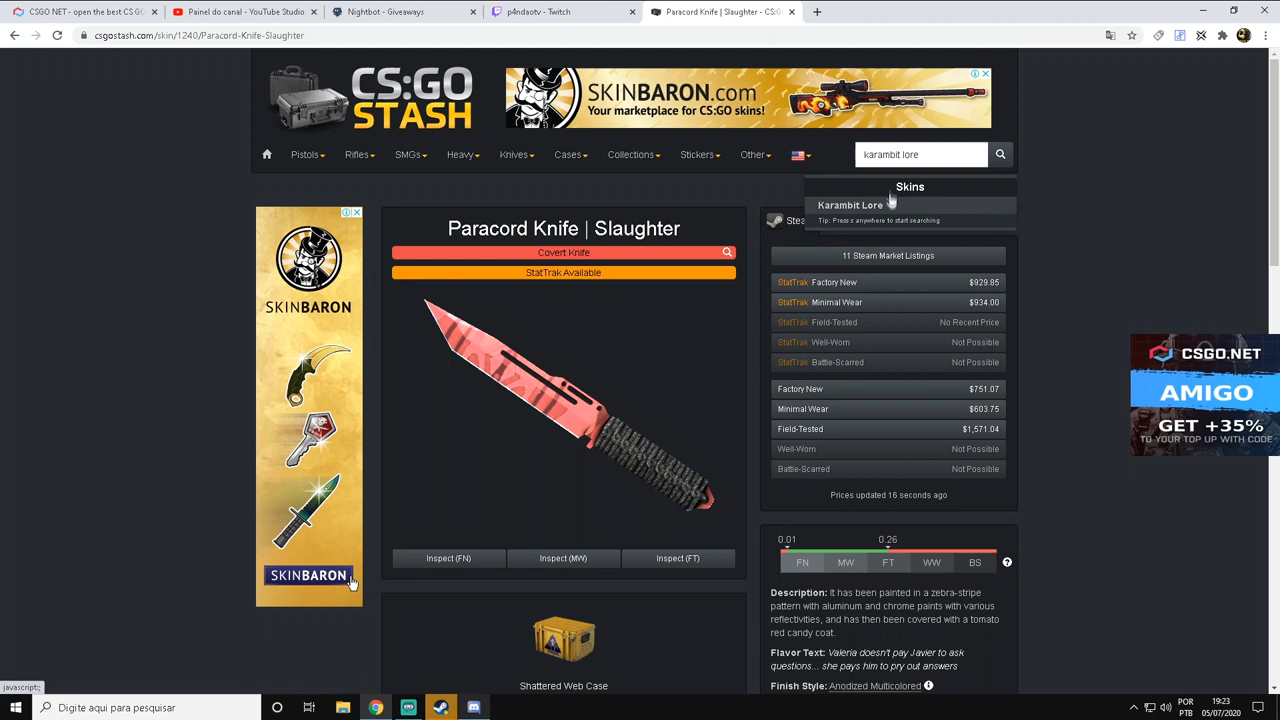 CSGO NET - open the best CS GO
Painel do canal - YouTube Studio
Nightbot - Giveaways
p4ndaotv - Twitch
Paracord Knife | Slaughter - CS:G
csgostash.com/skin/1240/Paracord-Knife-Slaughter
CS:GO
STASH
SKINBARON.com
Your marketplace for CS:GO skins!
Pistols
Rifles
SMGs
Heavy
Knives
Cases
Collections
Stickers
Other
karambit lore
Skins
Karambit Lore
Tip: Press s anywhere to start searching
SKINBARON
SKINBARON
Paracord Knife | Slaughter
Covert Knife
StatTrak Available
Inspect (FN)
Inspect (MW)
Inspect (FT)
Shattered Web Case
Stea
11 Steam Market Listings
StatTrak Factory New $929.85
StatTrak Minimal Wear $934.00
StatTrak Field-Tested No Recent Price
StatTrak Well-Worn Not Possible
StatTrak Battle-Scarred Not Possible
Factory New $751.07
Minimal Wear $603.75
Field-Tested $1,571.04
Well-Worn Not Possible
Battle-Scarred Not Possible
Prices updated 16 seconds ago
0.01 0.26
FN MW FT WW BS
Description: It has been painted in a zebra-stripe
pattern with aluminum and chrome paints with various
reflectivities, and has then been covered with a tomato
red candy coat.
Flavor Text: Valeria doesn't pay Javier to ask
questions... she pays him to pry out answers
Finish Style: Anodized Multicolored
CSGO.NET
AMIGO
GET +35%
TO YOUR TOP UP WITH CODE
javascript:;
Digite aqui para pesquisar
POR
PTB
19:23
05/07/2020